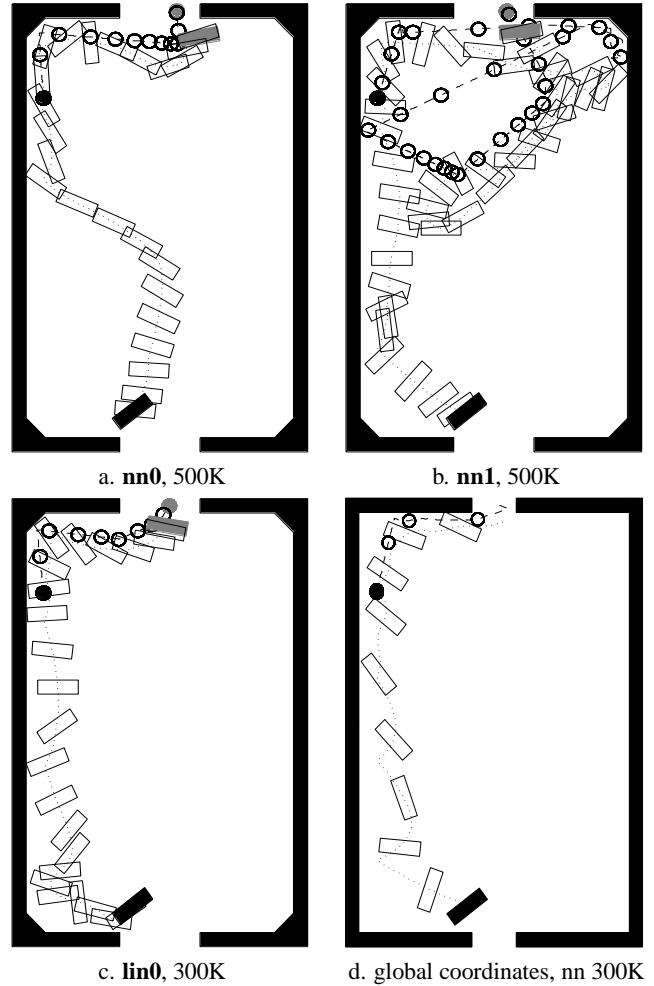 a. nn0, 500K
b. nn1, 500K
c. lin0, 300K
d. global coordinates, nn 300K